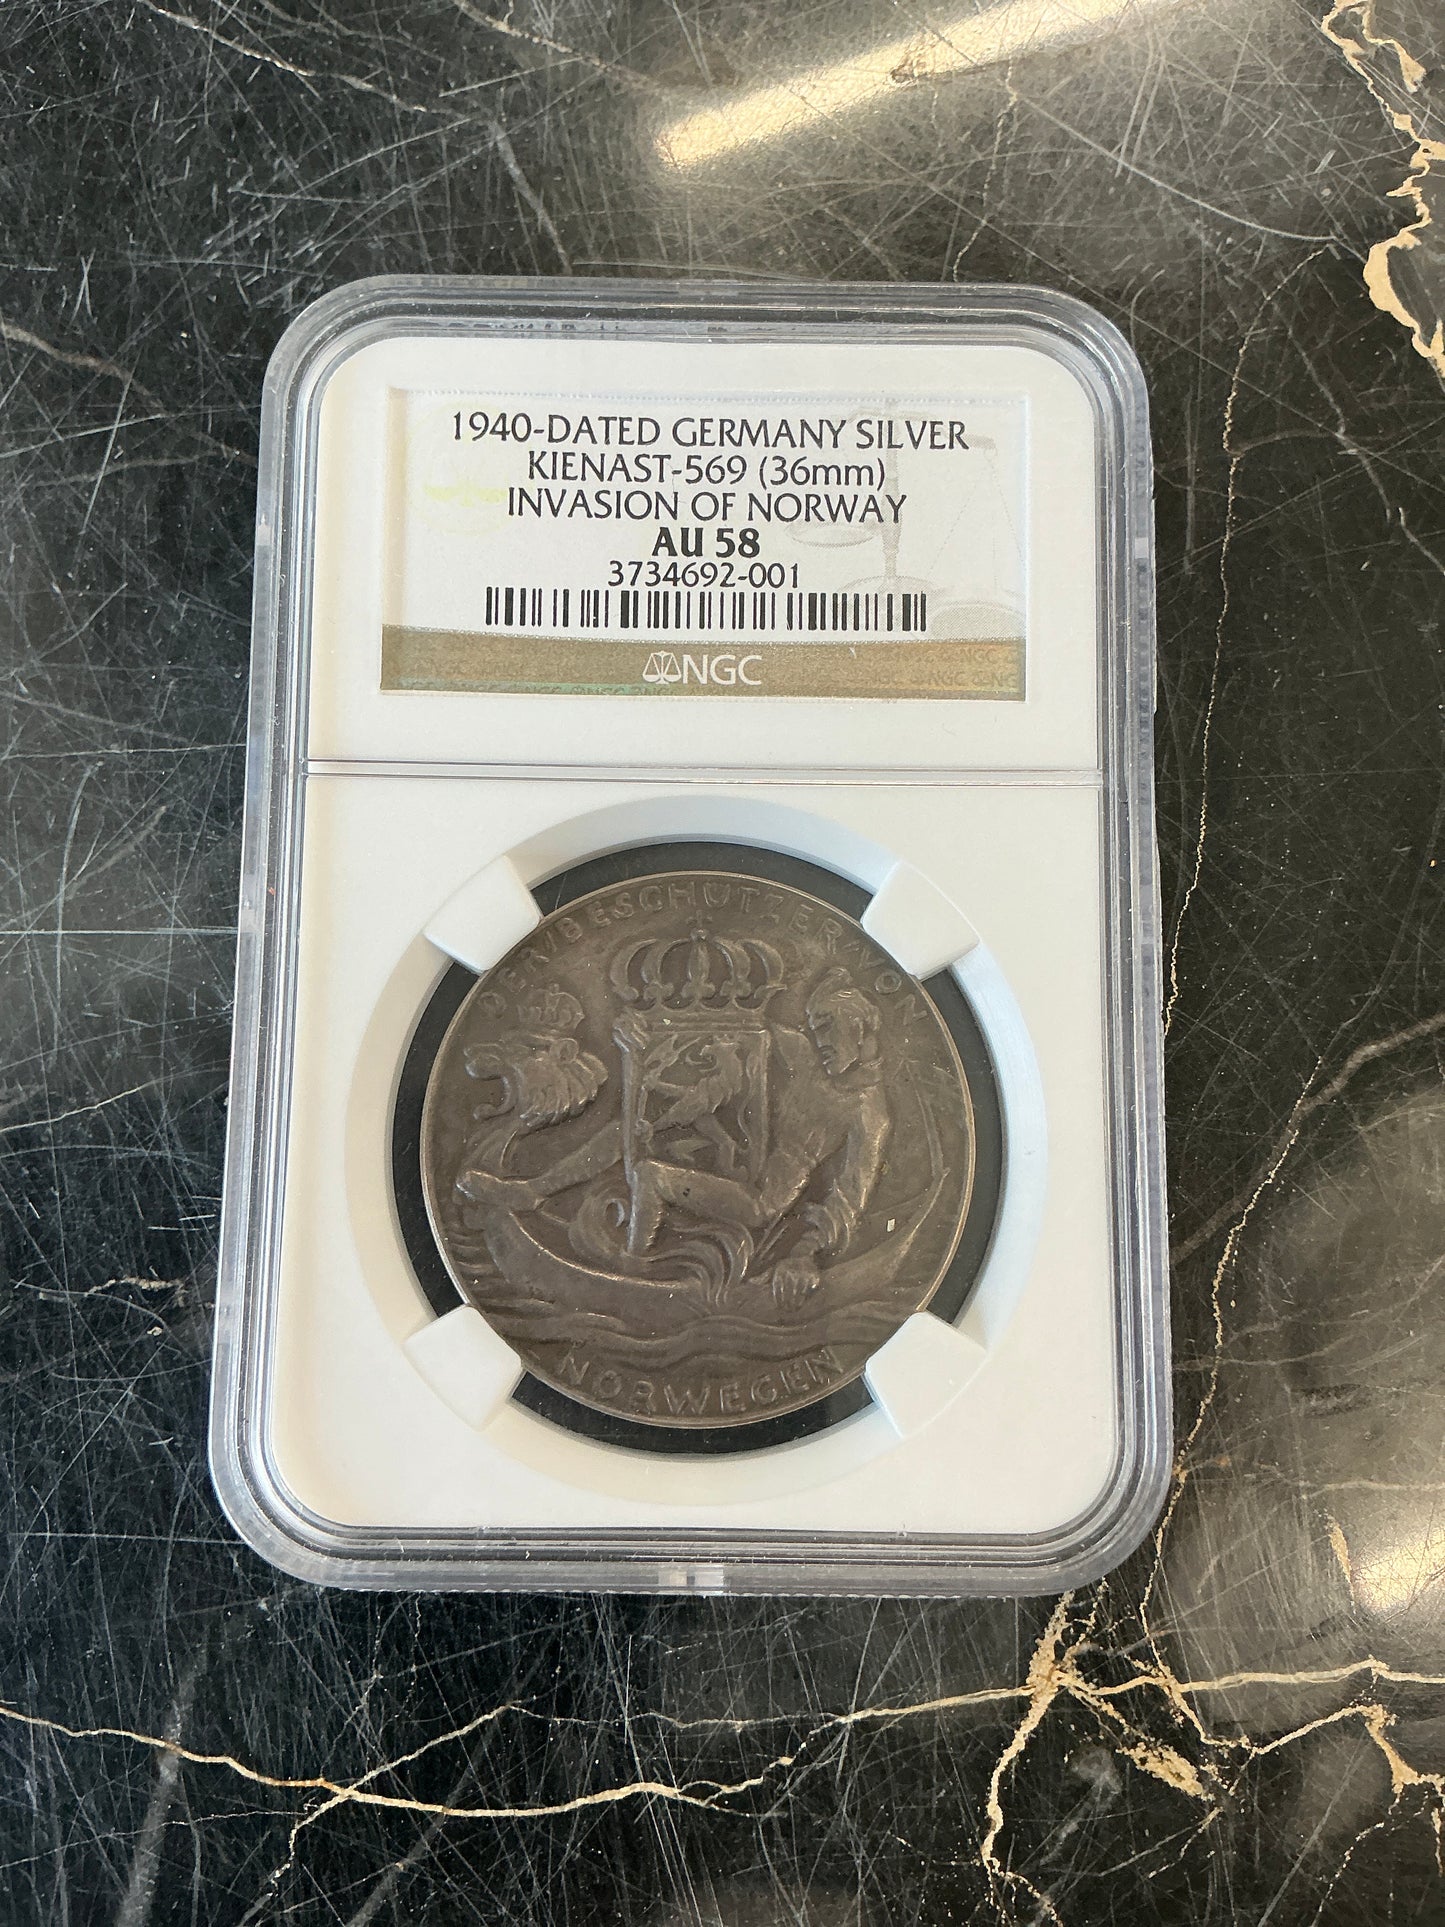 1940-DATED GERMANY SILVER
KIENAST-569 (36mm)
INVASION OF NORWAY
AU 58
3734692-001
NGC
DER/BESCHÜTZER/VON
NORWEGEN